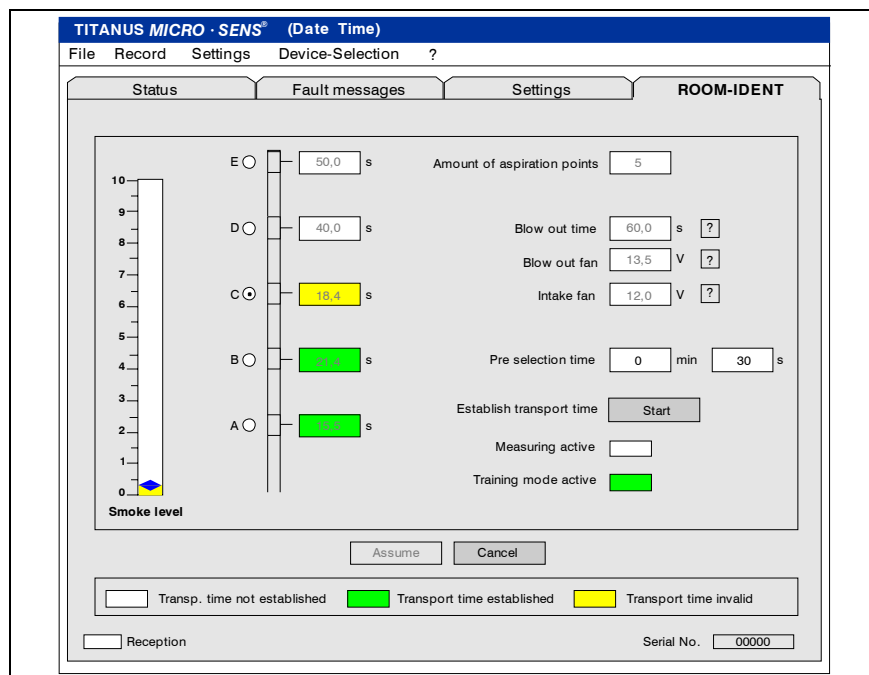 TITANUS MICRO · SENS® (Date Time)
File Record Settings Device-Selection ?
Status Fault messages Settings ROOM-IDENT
E 50,0 s Amount of aspiration points 5
10
9
D 40,0 s Blow out time 60,0 s ?
8
Blow out fan 13,5 V ?
7
C 18,4 s Intake fan 12,0 V ?
6
5
B 21,4 s Pre selection time 0 min 30 s
4
3
Establish transport time Start
A 15,5 s
2
Measuring active
1
Training mode active
0
Smoke level
Assume Cancel
Transp. time not established Transport time established Transport time invalid
Reception Serial No. 00000